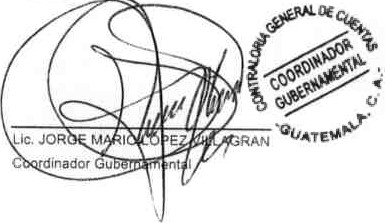 Lic. JORGE MARIO LOPEZ VILLAGRAN
Coordinador Gubernamental
CONTRALORIA GENERAL DE CUENTAS
COORDINADOR
GUBERNAMENTAL
GUATEMALA, C. A.